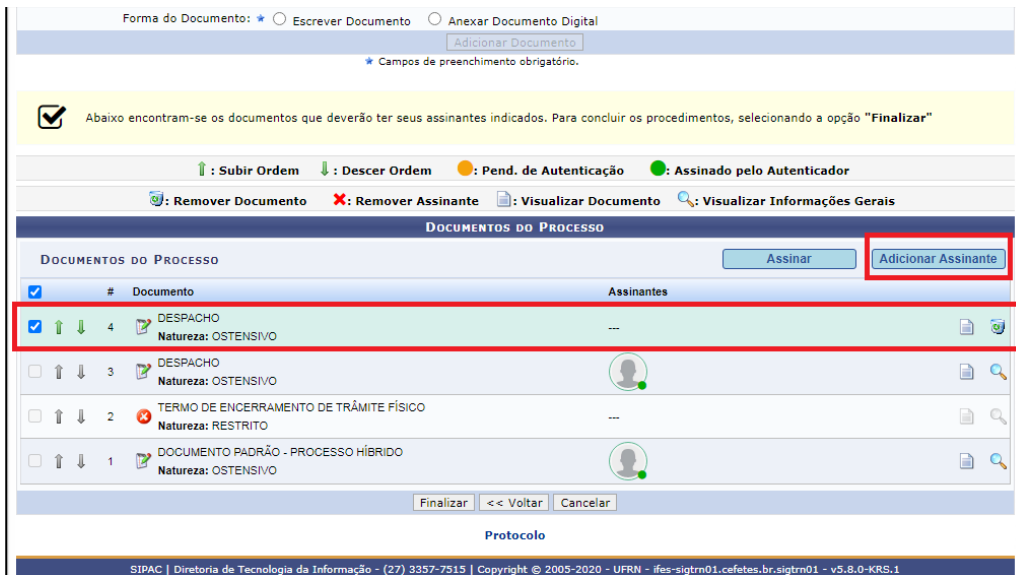 Forma do Documento: ★ Escrever Documento Anexar Documento Digital
Adicionar Documento
★ Campos de preenchimento obrigatório.
Abaixo encontram-se os documentos que deverão ter seus assinantes indicados. Para concluir os procedimentos, selecionando a opção "Finalizar"
: Subir Ordem : Descer Ordem : Pend. de Autenticação : Assinado pelo Autenticador
: Remover Documento : Remover Assinante : Visualizar Documento : Visualizar Informações Gerais
DOCUMENTOS DO PROCESSO
DOCUMENTOS DO PROCESSO Assinar Adicionar Assinante
# Documento Assinantes
4 DESPACHO ---
Natureza: OSTENSIVO
3 DESPACHO
Natureza: OSTENSIVO
2 TERMO DE ENCERRAMENTO DE TRÂMITE FÍSICO ---
Natureza: RESTRITO
1 DOCUMENTO PADRÃO - PROCESSO HÍBRIDO
Natureza: OSTENSIVO
Finalizar << Voltar Cancelar
Protocolo
SIPAC | Diretoria de Tecnologia da Informação - (27) 3357-7515 | Copyright © 2005-2020 - UFRN - ifes-sigtrn01.cefetes.br.sigtrn01 - v5.8.0-KRS.1